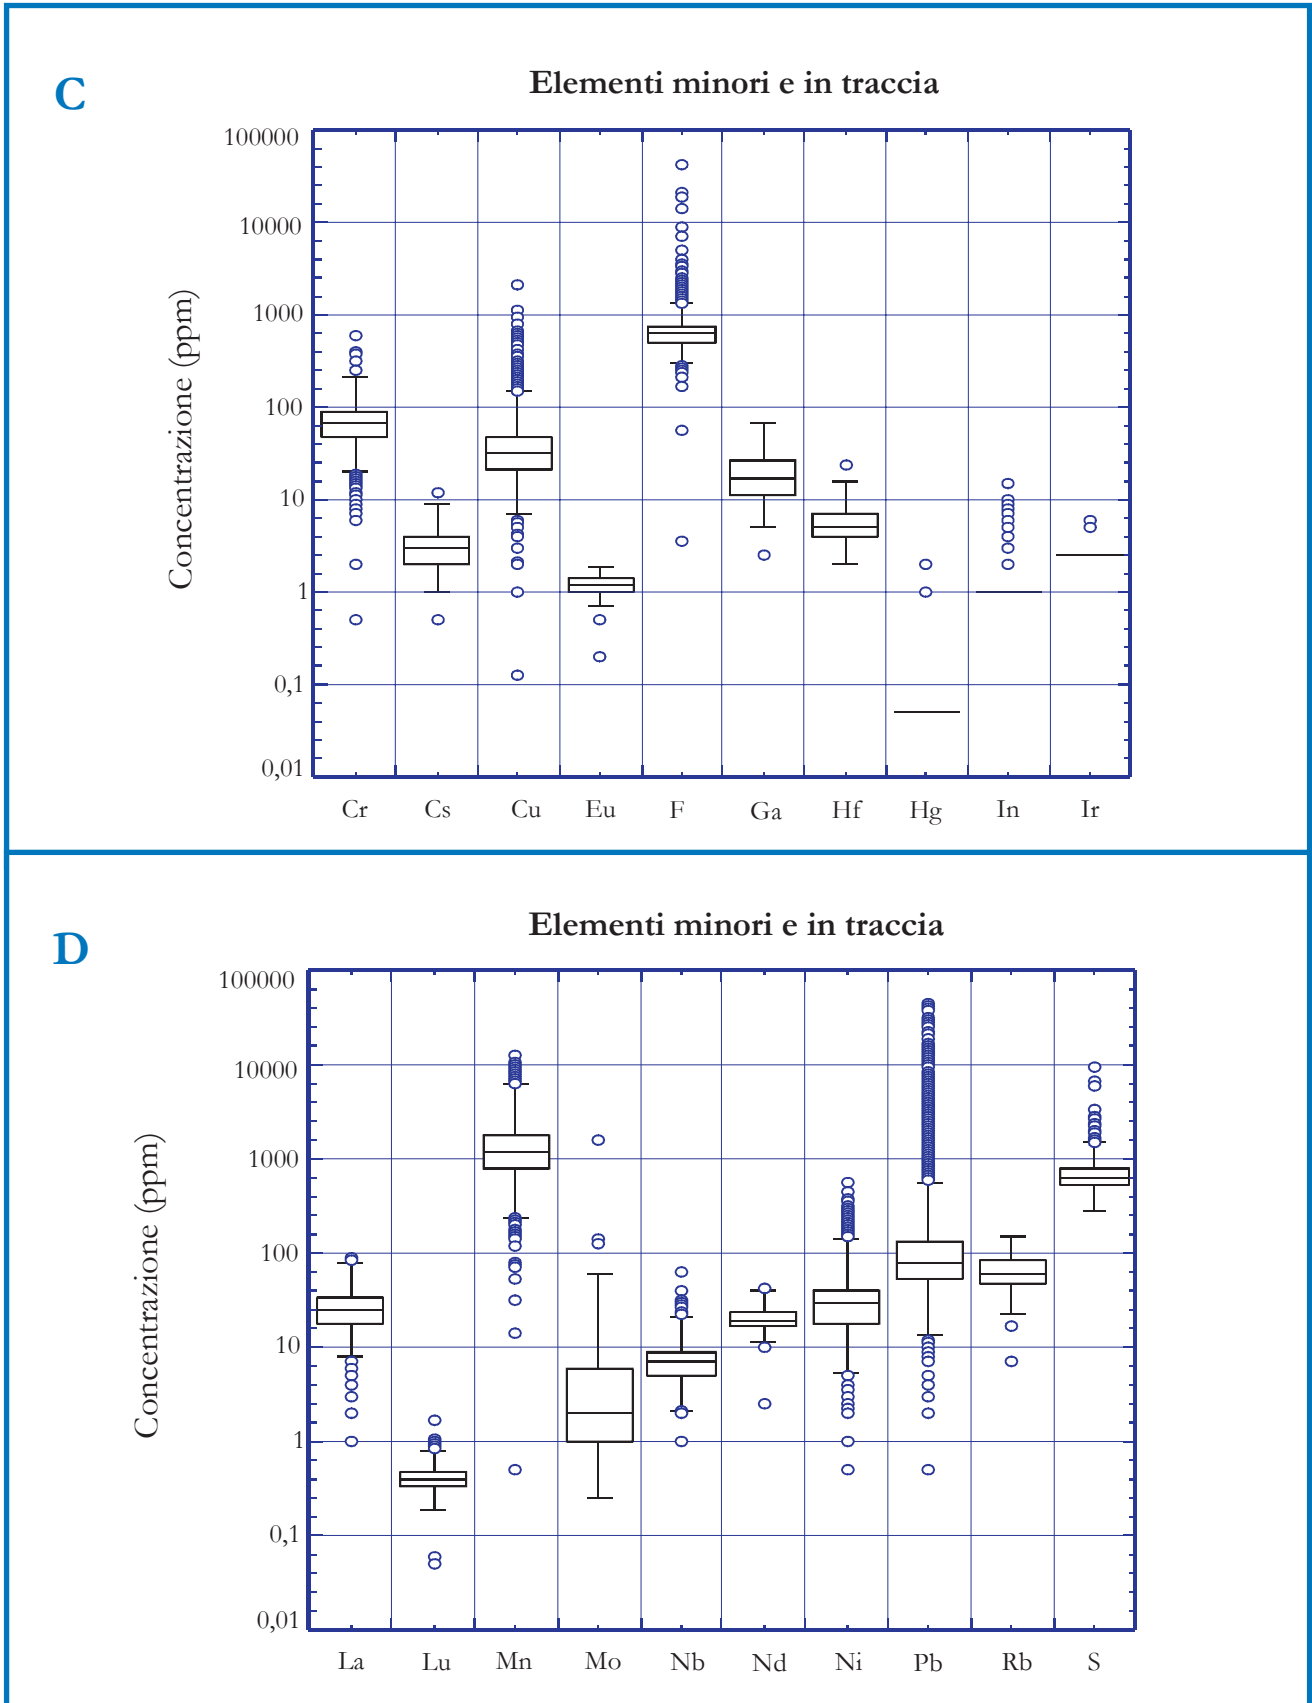 C
Elementi minori e in traccia
100000
10000
1000
100
10
1
0,1
0,01
Concentrazione (ppm)
Cr Cs Cu Eu F Ga Hf Hg In Ir
D
Elementi minori e in traccia
100000
10000
1000
100
10
1
0,1
0,01
Concentrazione (ppm)
La Lu Mn Mo Nb Nd Ni Pb Rb S